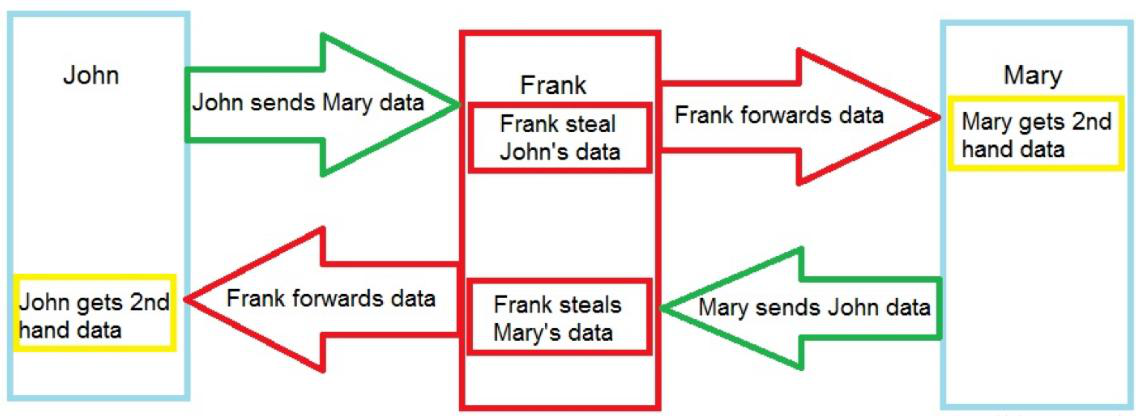 John
John sends Mary data
Frank
Frank steal
John's data
Frank forwards data
Mary
Mary gets 2nd
hand data
John gets 2nd
hand data
Frank forwards data
Frank steals
Mary's data
Mary sends John data